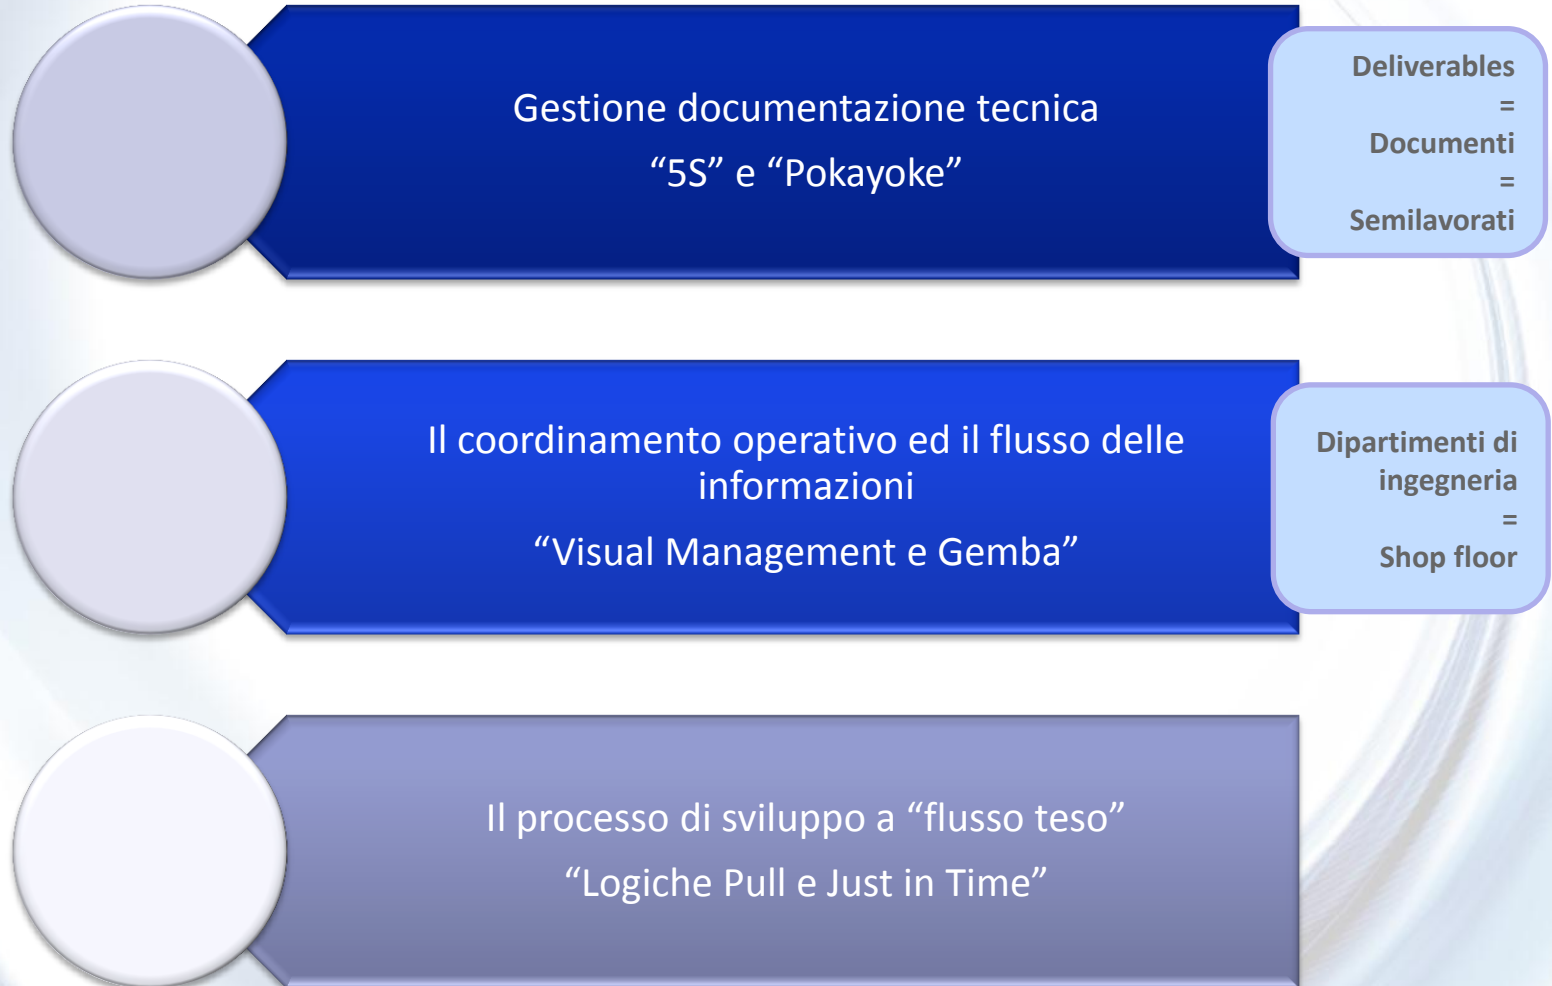 Gestione documentazione tecnica
“5S” e “Pokayoke”
Deliverables
=
Documenti
=
Semilavorati
Il coordinamento operativo ed il flusso delle
informazioni
“Visual Management e Gemba”
Dipartimenti di
ingegneria
=
Shop floor
Il processo di sviluppo a “flusso teso”
“Logiche Pull e Just in Time”